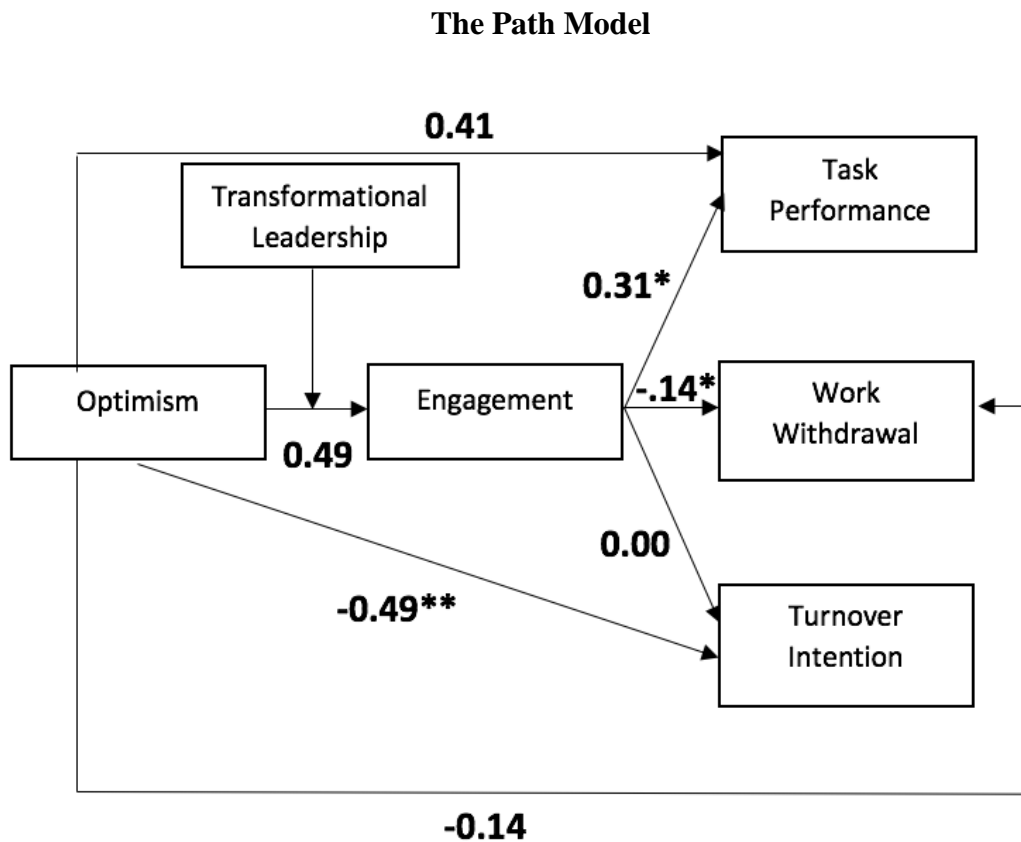 The Path Model
0.41
Task
Performance
Transformational
Leadership
0.31*
Optimism
0.49
Engagement
-.14*
Work
Withdrawal
0.00
-0.49**
Turnover
Intention
-0.14